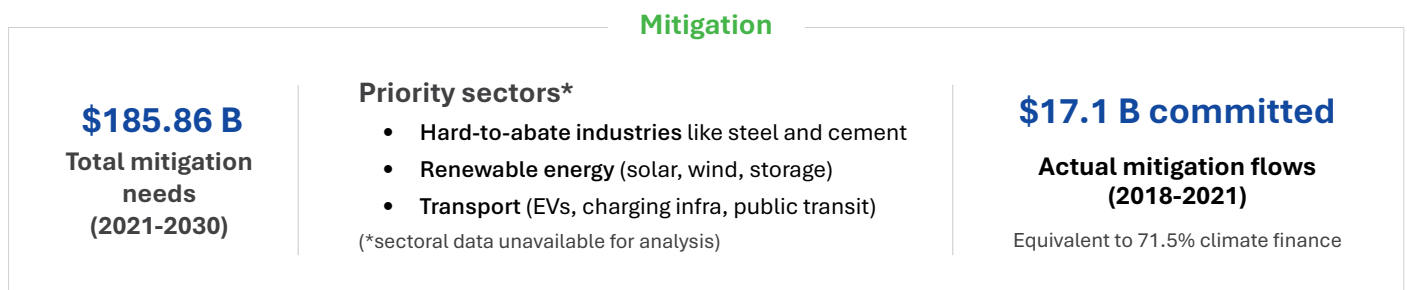 Mitigation
$185.86 B
Total mitigation
needs
(2021-2030)
Priority sectors*
• Hard-to-abate industries like steel and cement
• Renewable energy (solar, wind, storage)
• Transport (EVs, charging infra, public transit)
(*sectoral data unavailable for analysis)
$17.1 B committed
Actual mitigation flows
(2018-2021)
Equivalent to 71.5% climate finance